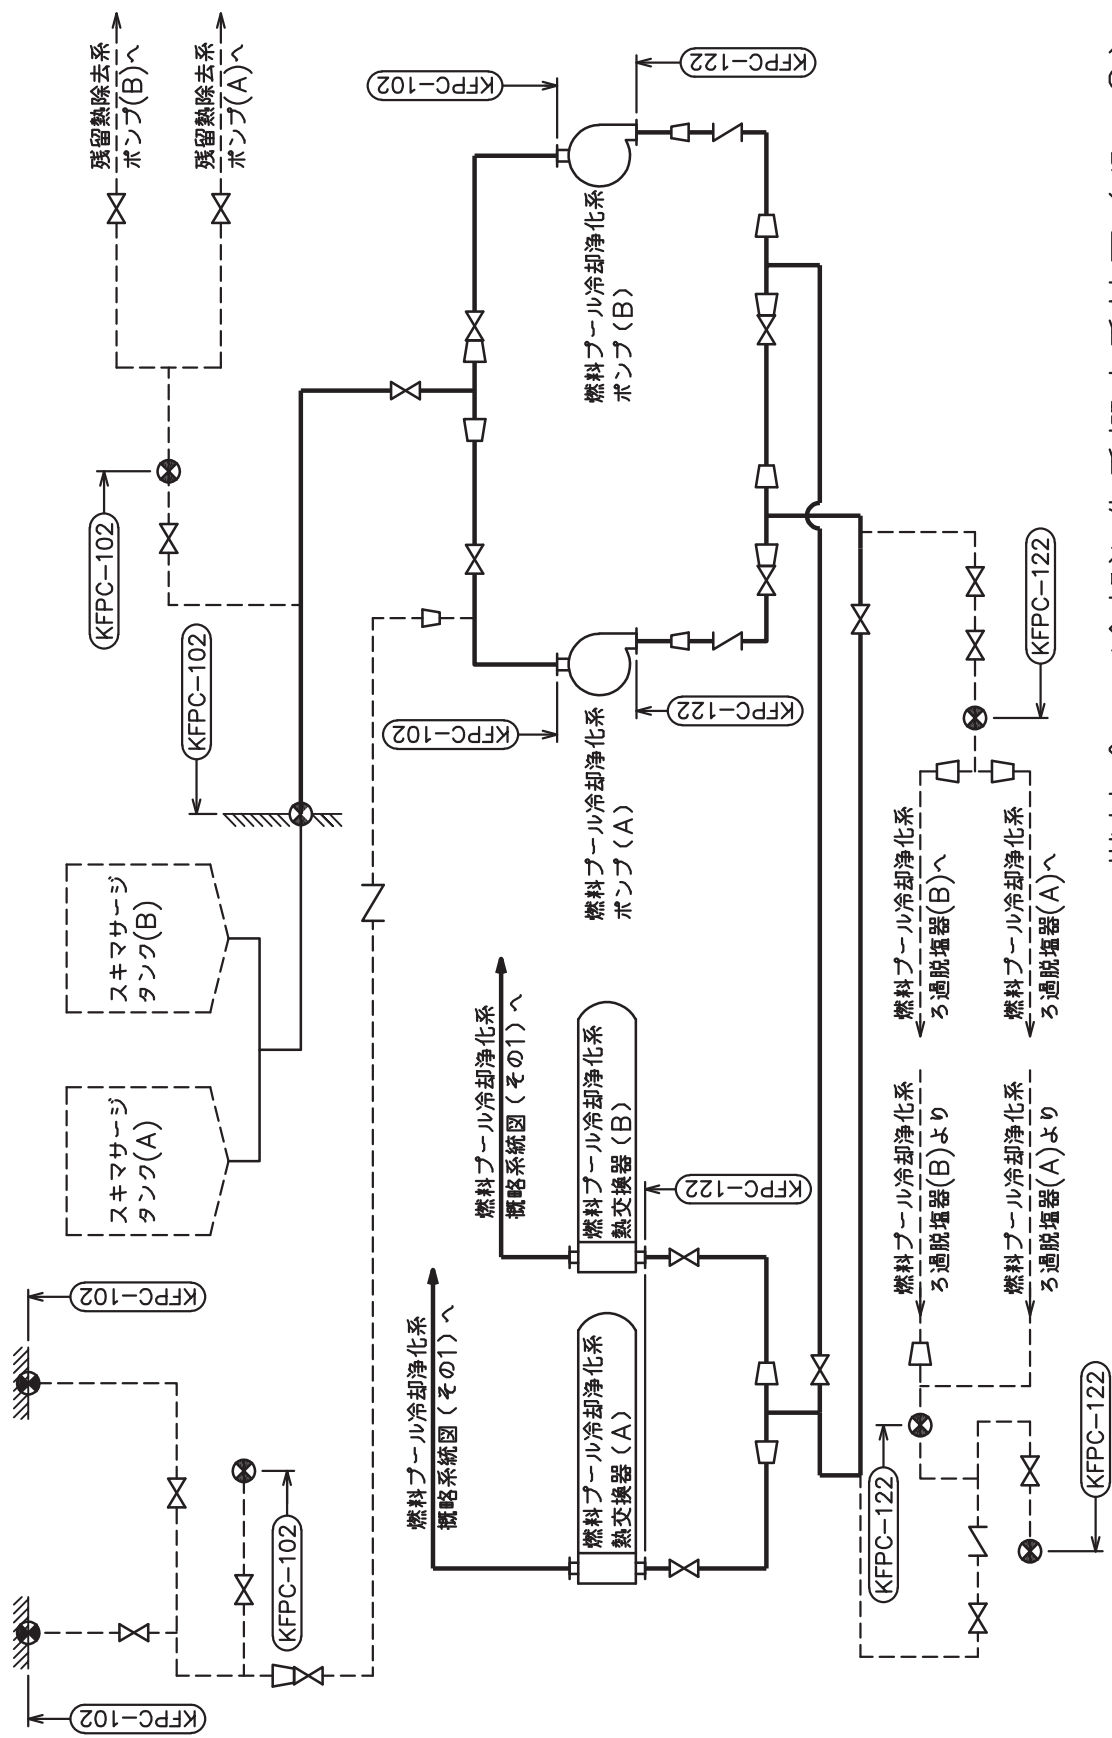 残留熱除去系
ポンプ(B)へ
残留熱除去系
ポンプ(A)へ
KFPC-102
KFPC-122
KFPC-102
KFPC-102
燃料プール冷却浄化系
ポンプ(B)
KFPC-102
KFPC-122
燃料プール冷却浄化系
ポンプ(A)
KFPC-122
スキマサージ
タンク(B)
スキマサージ
タンク(A)
燃料プール冷却浄化系
ろ過脱塩器(B)へ
燃料プール冷却浄化系
ろ過脱塩器(A)へ
燃料プール冷却浄化系
概略系統図(その1)へ
燃料プール冷却浄化系
熱交換器(B)
KFPC-122
燃料プール冷却浄化系
ろ過脱塩器(B)より
燃料プール冷却浄化系
ろ過脱塩器(A)より
KFPC-102
燃料プール冷却浄化系
概略系統図(その1)へ
燃料プール冷却浄化系
熱交換器(A)
KFPC-122
KFPC-122
KFPC-102
KFPC-102